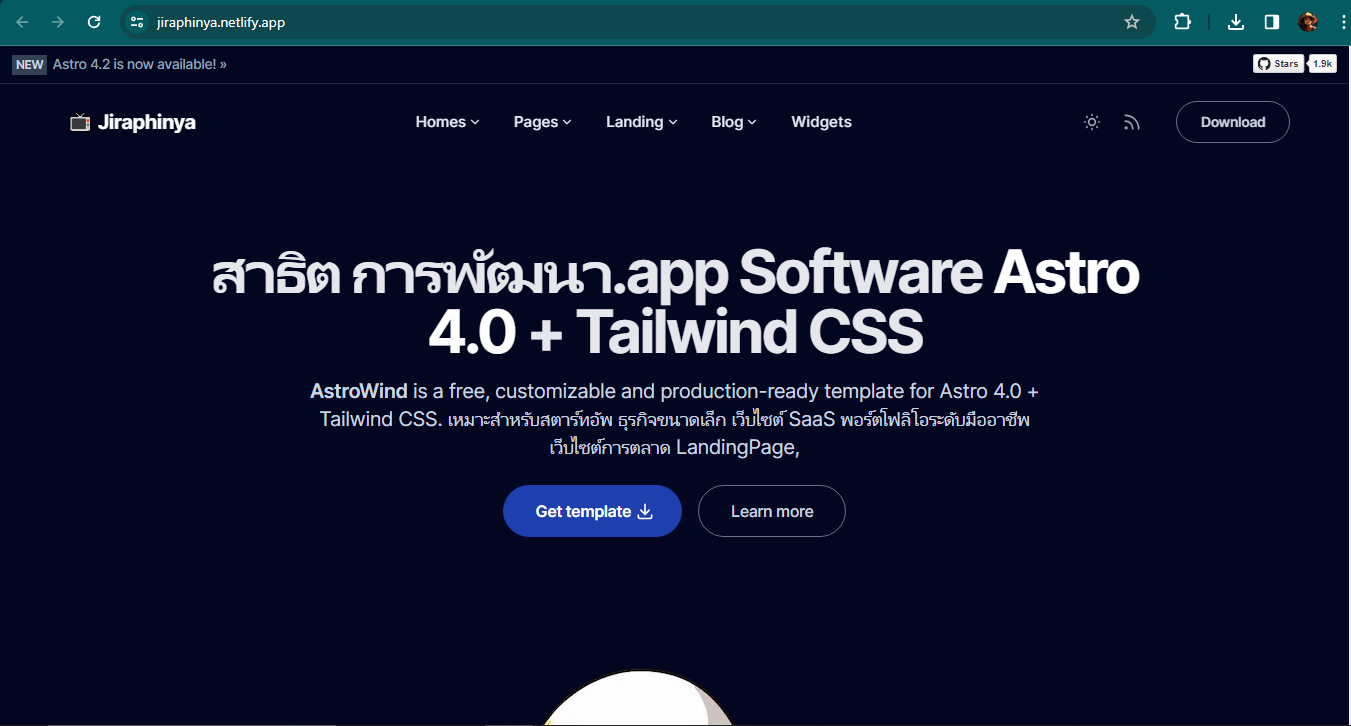 jiraphinya.netlify.app
NEW Astro 4.2 is now available! »
Stars 1.9k
Jiraphinya
Homes Pages Landing Blog Widgets
Download
สาธิต การพัฒนา.app Software Astro
4.0 + Tailwind CSS
AstroWind is a free, customizable and production-ready template for Astro 4.0 +
Tailwind CSS. เหมาะสำหรับสตาร์ทอัพ ธุรกิจขนาดเล็ก เว็บไซต์ SaaS พอร์ตโฟลิโอระดับมืออาชีพ
เว็บไซต์การตลาด LandingPage,
Get template
Learn more